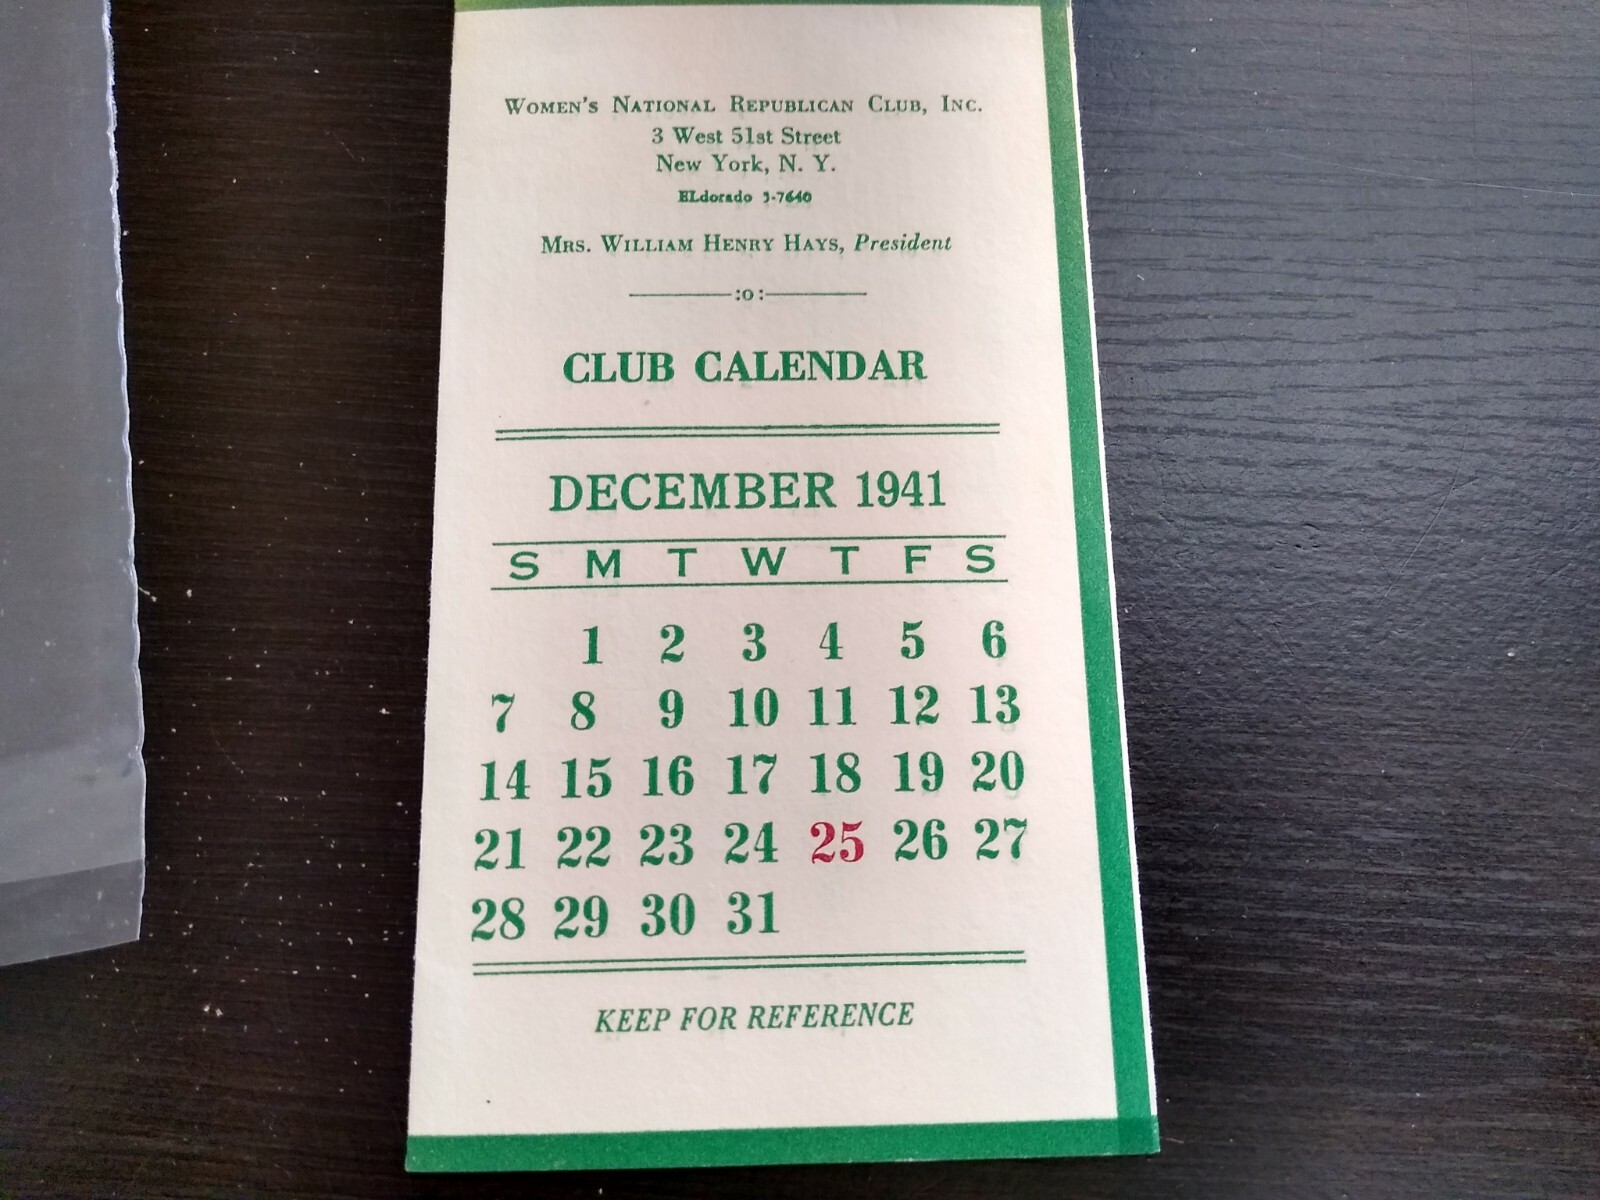 Women's National Republican Club, Inc.
3 West 51st Street
New York, N. Y.
ELdorado 5-7640
Mrs. William Henry Hays, President
:o:
CLUB CALENDAR
DECEMBER 1941
S M T W T F S
1 2 3 4 5 6
7 8 9 10 11 12 13
14 15 16 17 18 19 20
21 22 23 24 25 26 27
28 29 30 31
KEEP FOR REFERENCE